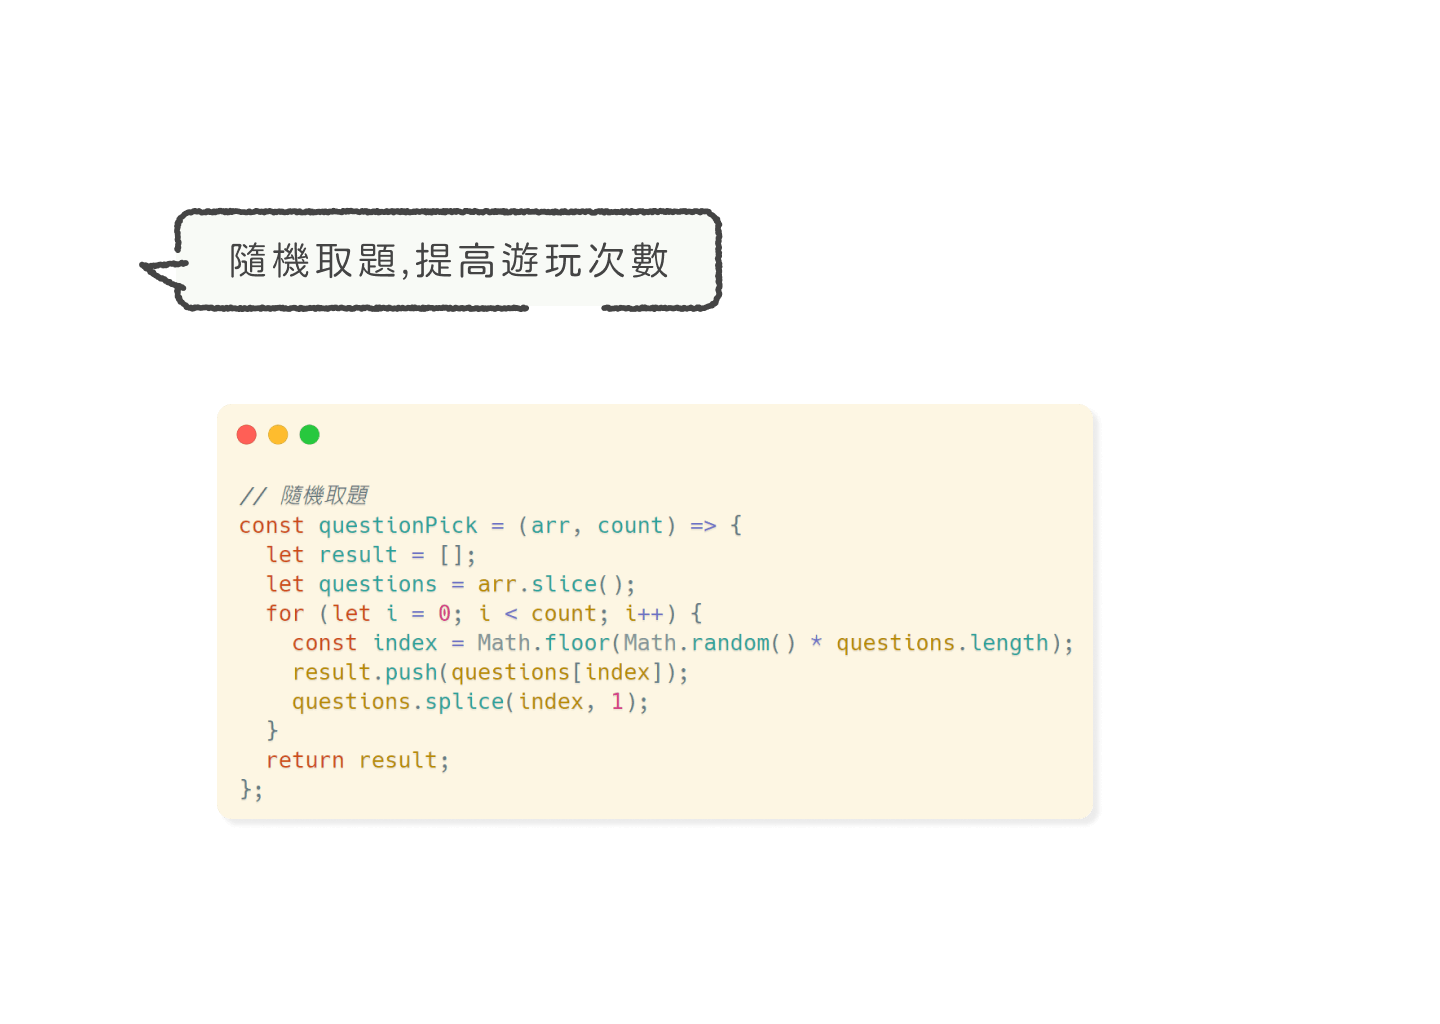 隨機取題,提高遊玩次數
// 隨機取題
const questionPick = (arr, count) => {
  let result = [];
  let questions = arr.slice();
  for (let i = 0; i < count; i++) {
    const index = Math.floor(Math.random() * questions.length);
    result.push(questions[index]);
    questions.splice(index, 1);
  }
  return result;
};